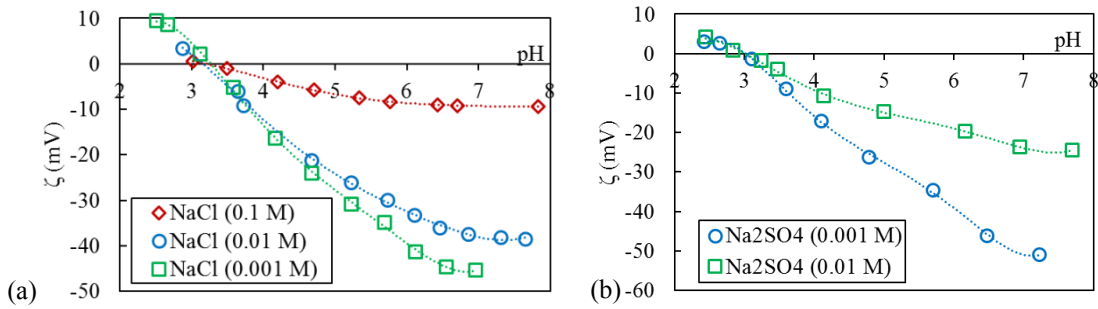 10
0
-10
-20
-30
-40
-50
2
3
4
5
6
7
8
pH
ζ (mV)
NaCl (0.1 M)
NaCl (0.01 M)
NaCl (0.001 M)
(a)
10
0
-10
-20
-30
-40
-50
-60
2
3
4
5
6
7
8
pH
ζ (mV)
Na2SO4 (0.001 M)
Na2SO4 (0.01 M)
(b)